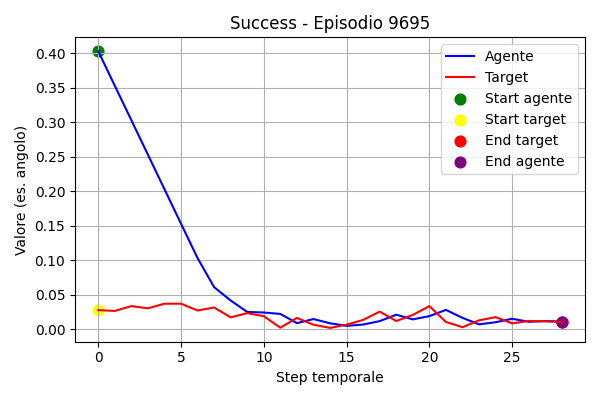 Success - Episodio 9695
Valore (es. angolo)
0.40
0.35
0.30
0.25
0.20
0.15
0.10
0.05
0.00
Agente
Target
Start agente
Start target
End target
End agente
0 5 10 15 20 25
Step temporale